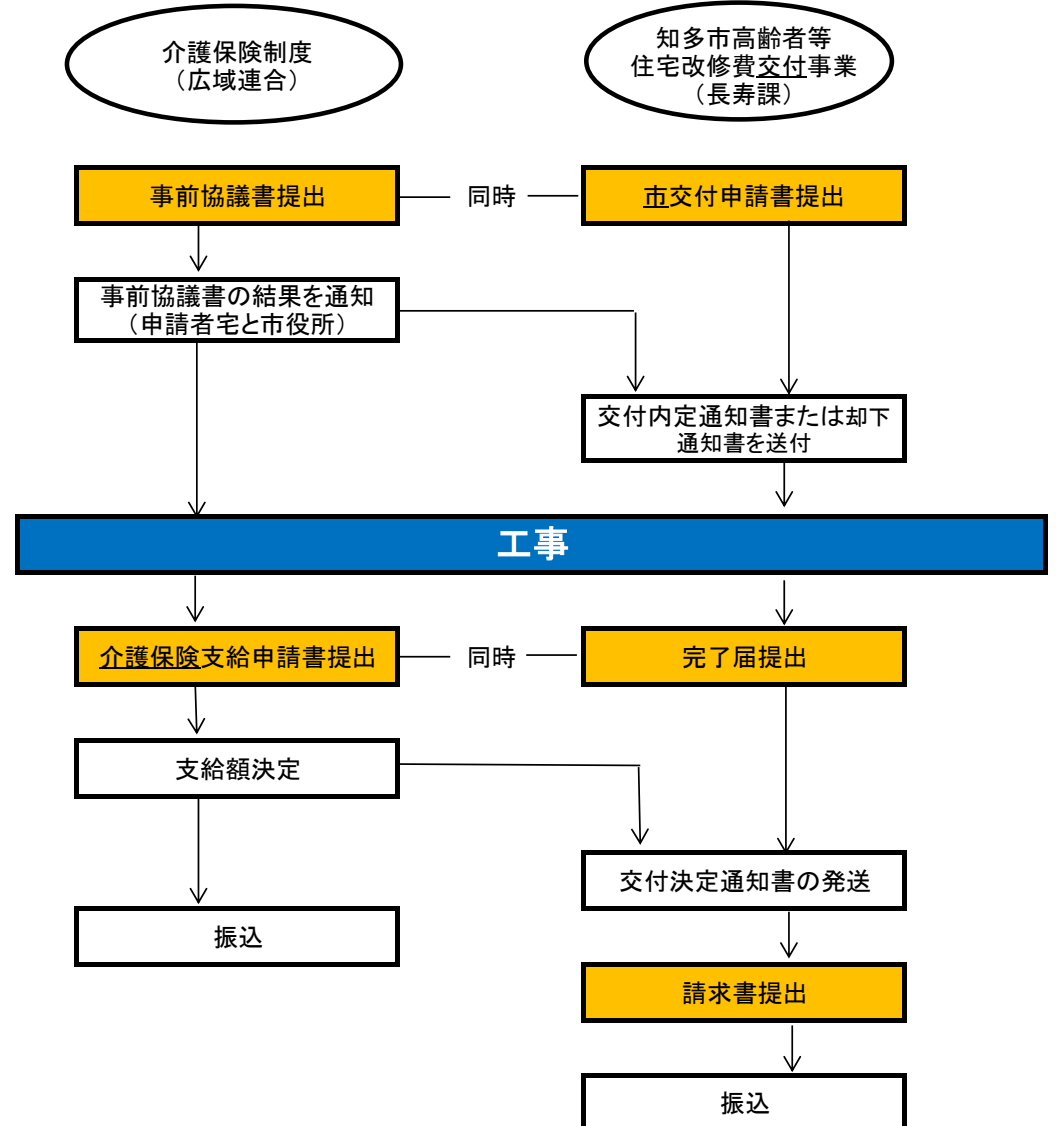 介護保険制度
（広域連合）
知多市高齢者等
住宅改修費交付事業
（長寿課）
事前協議書提出
同時
市交付申請書提出
事前協議書の結果を通知
（申請者宅と市役所）
交付内定通知書または却下
通知書を送付
工事
介護保険支給申請書提出
同時
完了届提出
支給額決定
交付決定通知書の発送
振込
請求書提出
振込